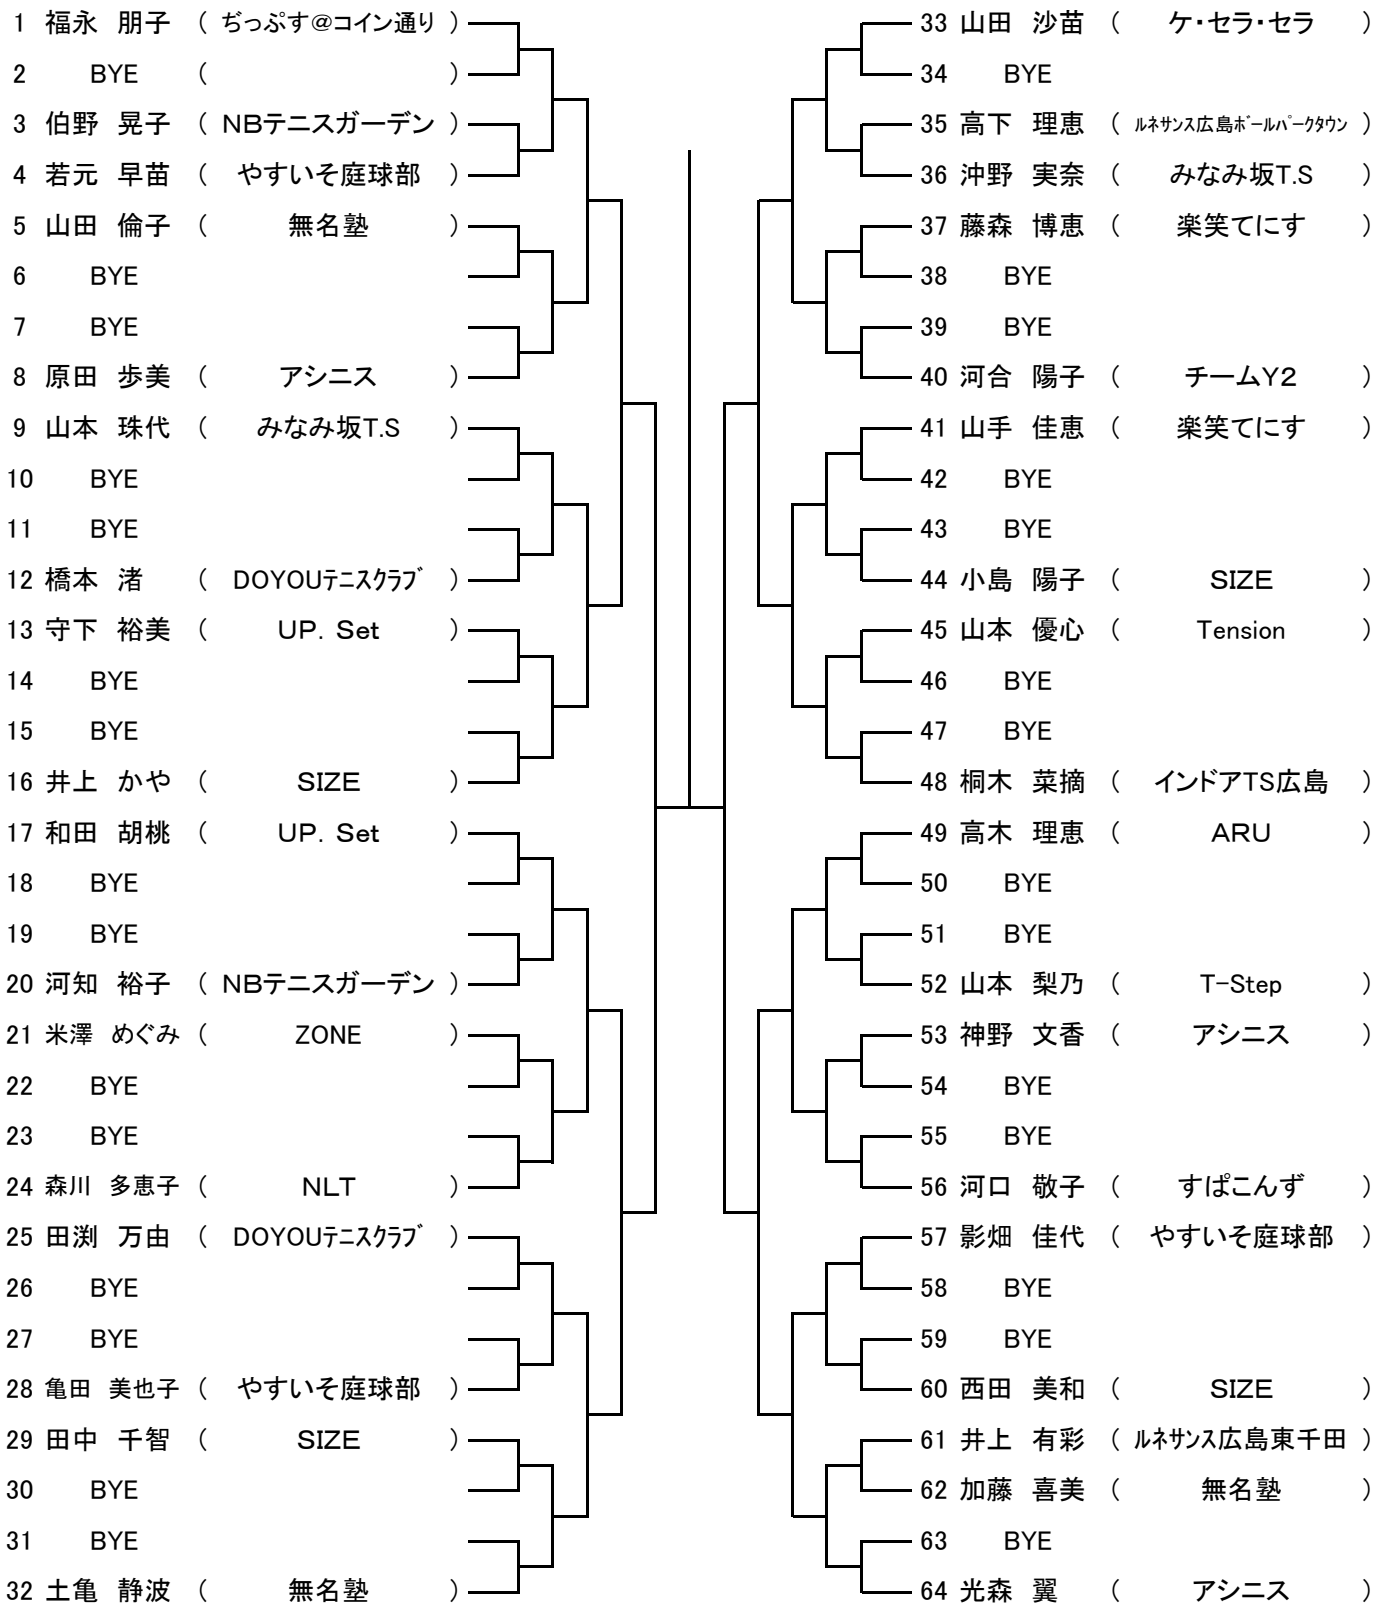 1 福永 朋子 ( ぢっぷす@コイン通り )
2 BYE ( )
3 伯野 晃子 ( NBテニスガーデン )
4 若元 早苗 ( やすいそ庭球部 )
5 山田 倫子 ( 無名塾 )
6 BYE
7 BYE
8 原田 歩美 ( アシニス )
9 山本 珠代 ( みなみ坂T.S )
10 BYE
11 BYE
12 橋本 渚 ( DOYOUテニスクラブ )
13 守下 裕美 ( UP. Set )
14 BYE
15 BYE
16 井上 かや ( SIZE )
17 和田 胡桃 ( UP. Set )
18 BYE
19 BYE
20 河知 裕子 ( NBテニスガーデン )
21 米澤 めぐみ ( ZONE )
22 BYE
23 BYE
24 森川 多恵子 ( NLT )
25 田渕 万由 ( DOYOUテニスクラブ )
26 BYE
27 BYE
28 亀田 美也子 ( やすいそ庭球部 )
29 田中 千智 ( SIZE )
30 BYE
31 BYE
32 土亀 静波 ( 無名塾 )
33 山田 沙苗 ( ケ・セラ・セラ )
34 BYE
35 高下 理恵 ( ルネサンス広島ボールパークタウン )
36 沖野 実奈 ( みなみ坂T.S )
37 藤森 博恵 ( 楽笑てにす )
38 BYE
39 BYE
40 河合 陽子 ( チームY2 )
41 山手 佳恵 ( 楽笑てにす )
42 BYE
43 BYE
44 小島 陽子 ( SIZE )
45 山本 優心 ( Tension )
46 BYE
47 BYE
48 桐木 菜摘 ( インドアTS広島 )
49 高木 理恵 ( ARU )
50 BYE
51 BYE
52 山本 梨乃 ( T-Step )
53 神野 文香 ( アシニス )
54 BYE
55 BYE
56 河口 敬子 ( すぱこんず )
57 影畑 佳代 ( やすいそ庭球部 )
58 BYE
59 BYE
60 西田 美和 ( SIZE )
61 井上 有彩 ( ルネサンス広島東千田 )
62 加藤 喜美 ( 無名塾 )
63 BYE
64 光森 翼 ( アシニス )